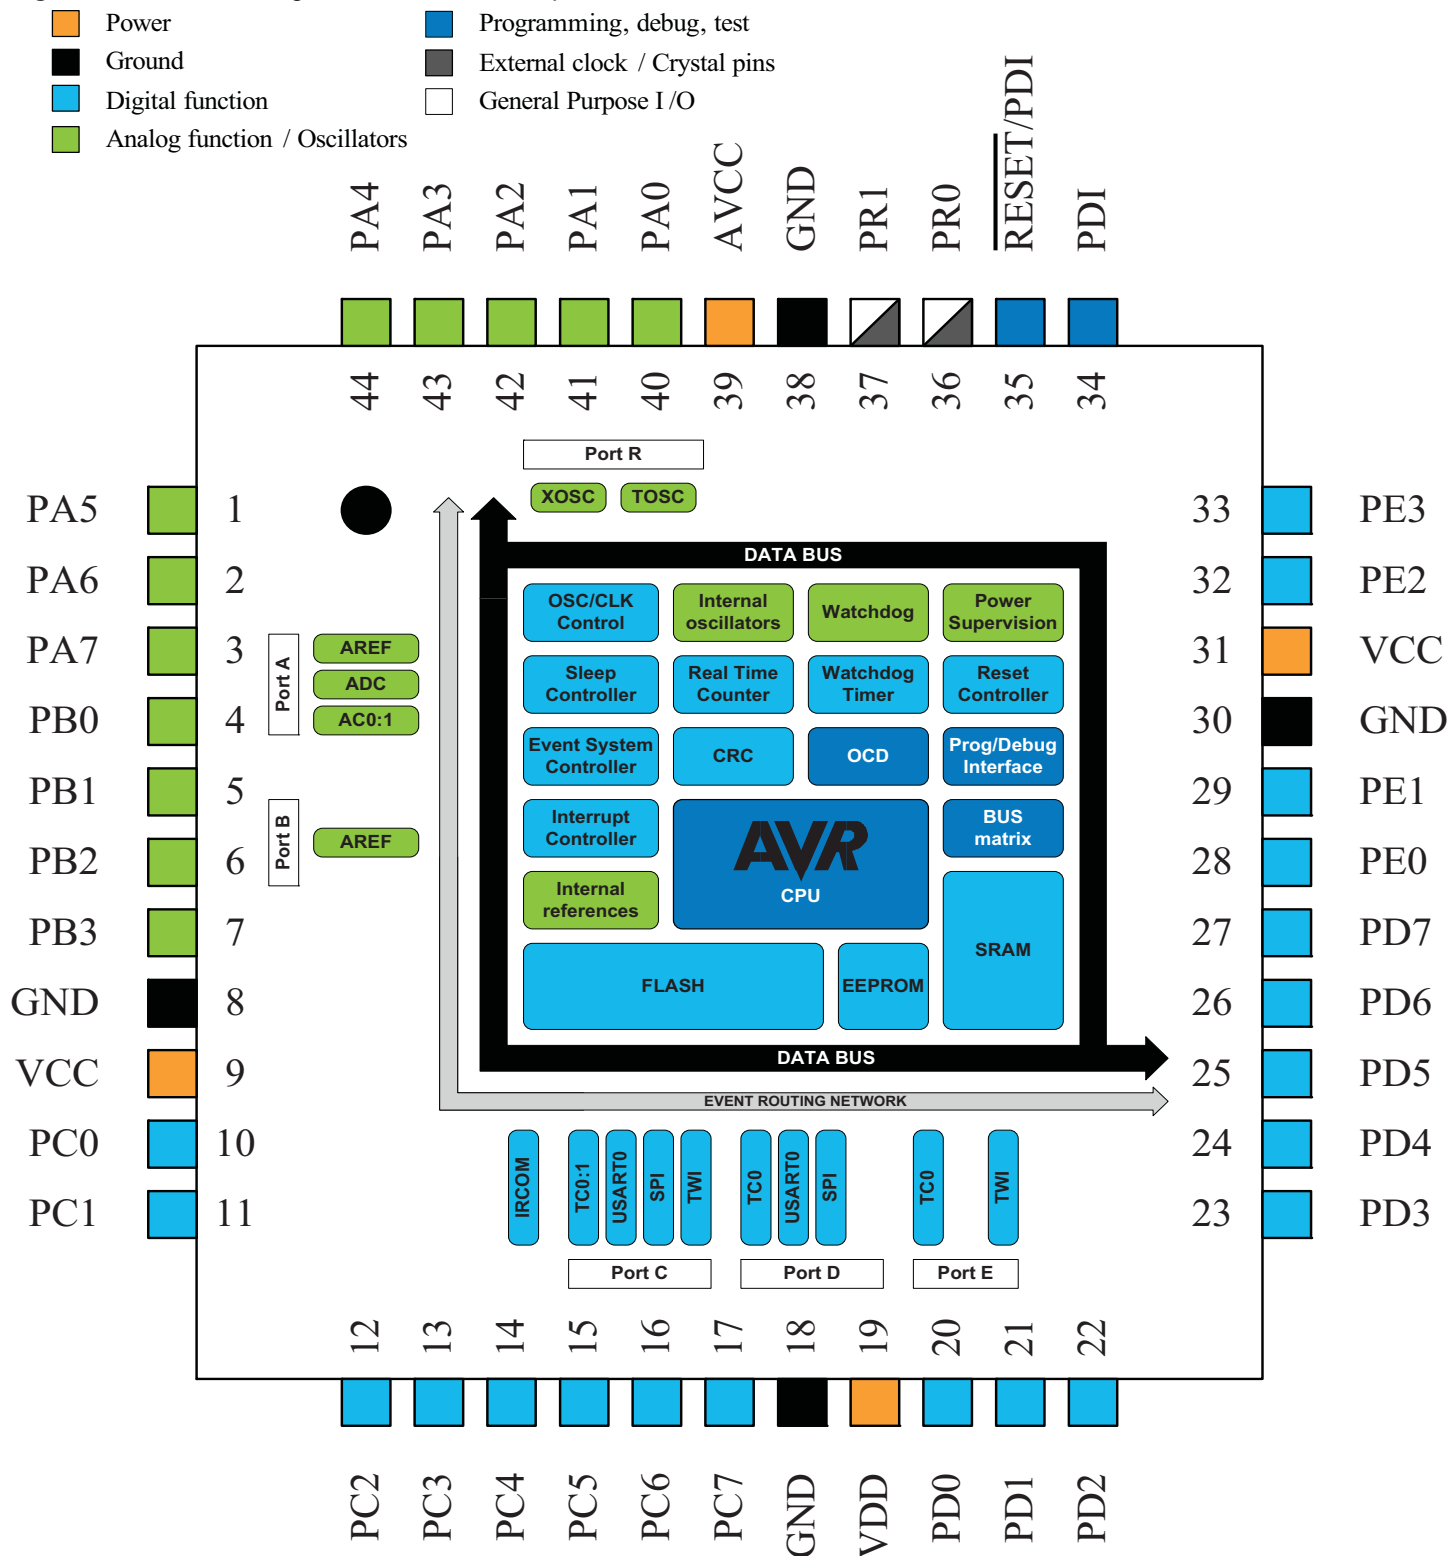 Power
Programming, debug, test
Ground
External clock / Crystal pins
Digital function
General Purpose I /O
Analog function / Oscillators
PA4
PA3
PA2
PA1
PA0
AVCC
GND
PR1
PR0
RESET/PDI
PDI
44
43
42
41
40
39
38
37
36
35
34
Port R
XOSC
TOSC
PA5 1
PA6 2
PA7 3
PB0 4
PB1 5
PB2 6
PB3 7
GND 8
VCC 9
PC0 10
PC1 11
Port A
AREF
ADC
AC0:1
Port B
AREF
DATA BUS
OSC/CLK
Control
Internal
oscillators
Watchdog
Power
Supervision
Sleep
Controller
Real Time
Counter
Watchdog
Timer
Reset
Controller
Event System
Controller
CRC
OCD
Prog/Debug
Interface
Interrupt
Controller
AVR
CPU
BUS
matrix
Internal
references
SRAM
FLASH
EEPROM
DATA BUS
EVENT ROUTING NETWORK
33 PE3
32 PE2
31 VCC
30 GND
29 PE1
28 PE0
27 PD7
26 PD6
25 PD5
24 PD4
23 PD3
IRCOM
TC0:1
USART0
SPI
TWI
TC0
USART0
SPI
TC0
TWI
Port C
Port D
Port E
12
13
14
15
16
17
18
19
20
21
22
PC2
PC3
PC4
PC5
PC6
PC7
GND
VDD
PD0
PD1
PD2